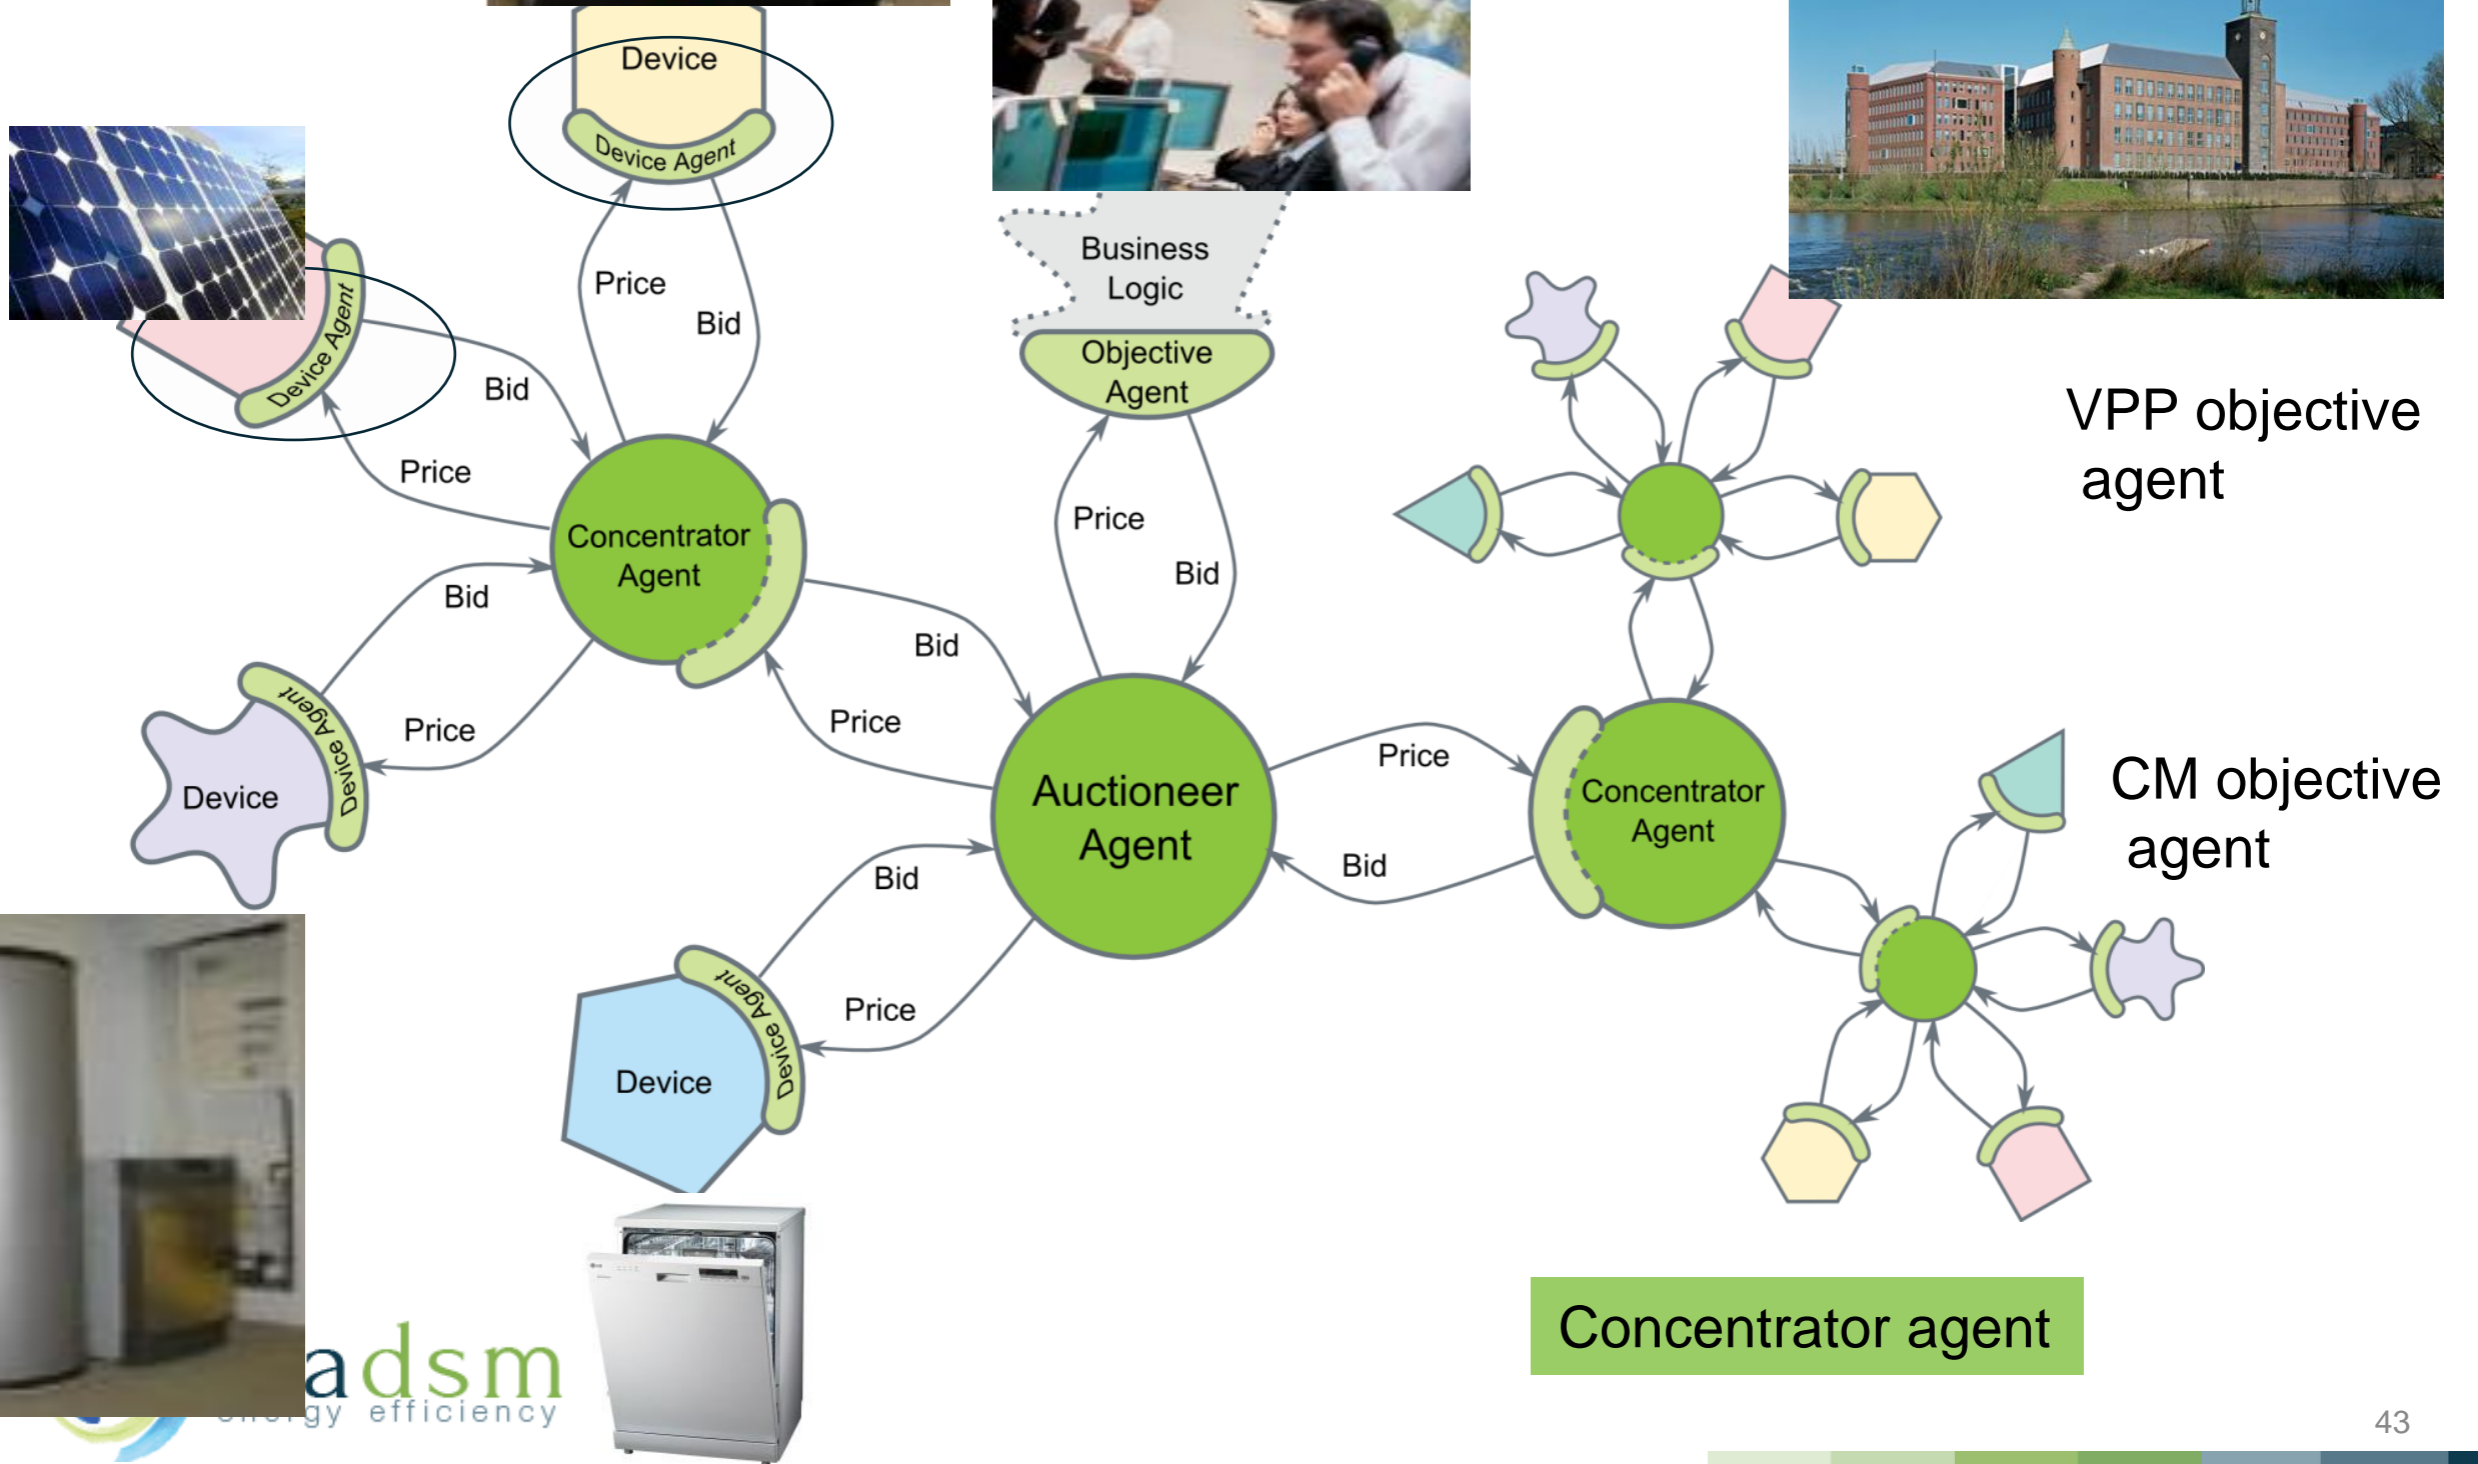 Device
Device Agent
Price
Bid
Business
Logic
Objective
Agent
Device Agent
Bid
Price
VPP objective
agent
Concentrator
Agent
Price
Bid
Bid
Price
Device Agent
Device
Bid
Price
Auctioneer
Agent
Price
Bid
Concentrator
Agent
CM objective
agent
Bid
Price
Device Agent
Device
Concentrator agent
adsm
energy efficiency
43